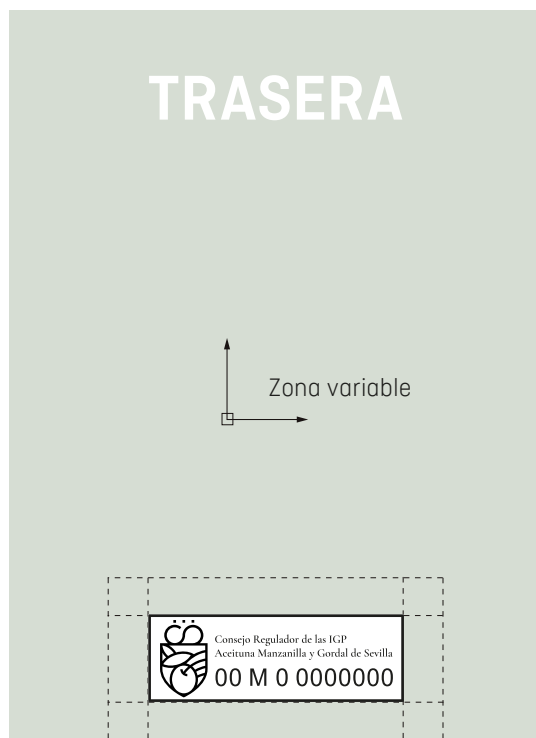 TRASERA
Zona variable
Consejo Regulador de las IGP
Aceituna Manzanilla y Gordal de Sevilla
00 M 0 0000000